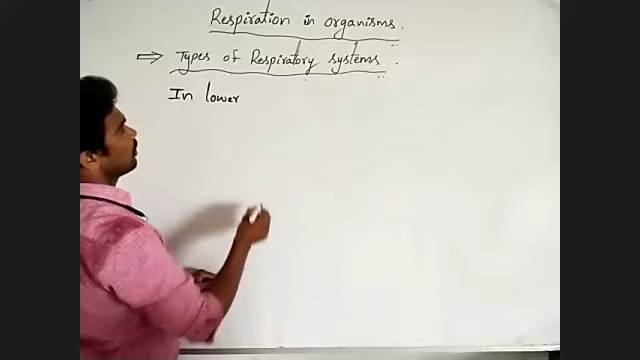 Respiration in organisms.
⇒ Types of Respiratory systems.
In lower